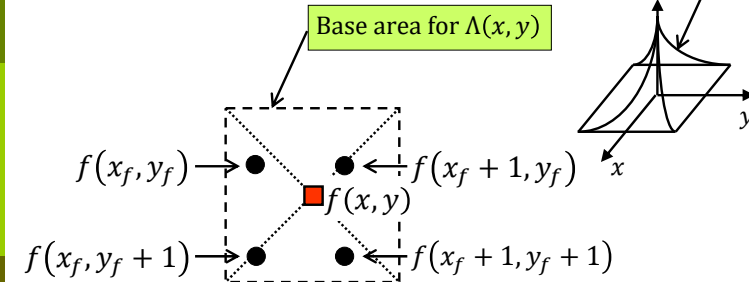 Base area for Λ(x, y)
y
x
f(x_f, y_f)
f(x_f + 1, y_f)
f(x, y)
f(x_f, y_f + 1)
f(x_f + 1, y_f + 1)